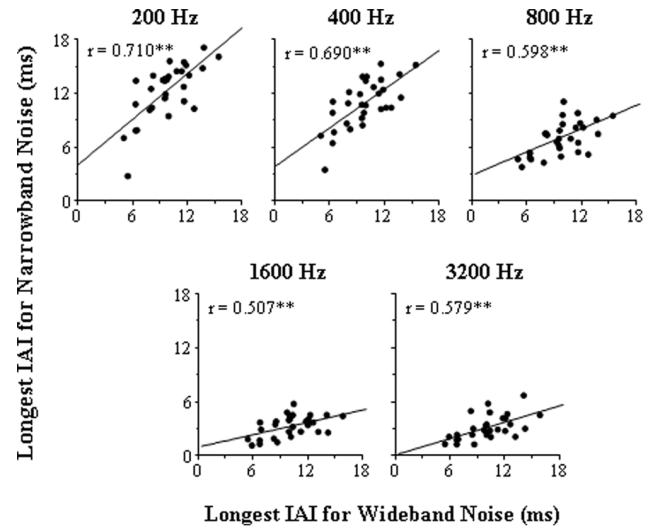 200 Hz
400 Hz
800 Hz
r = 0.710**
r = 0.690**
r = 0.598**
18
12
6
0
0 6 12 18
0 6 12 18
0 6 12 18
1600 Hz
3200 Hz
r = 0.507**
r = 0.579**
18
12
6
0
0 6 12 18
0 6 12 18
Longest IAI for Narrowband Noise (ms)
Longest IAI for Wideband Noise (ms)